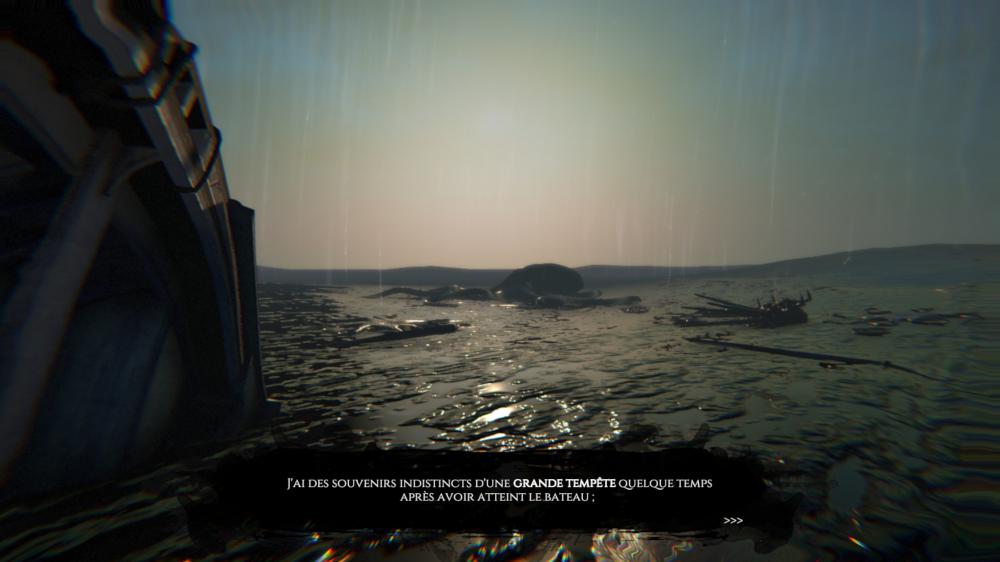 J'AI DES SOUVENIRS INDISTINCTS D'UNE GRANDE TEMPÊTE QUELQUE TEMPS
APRÈS AVOIR ATTEINT LE BATEAU ;
>>>